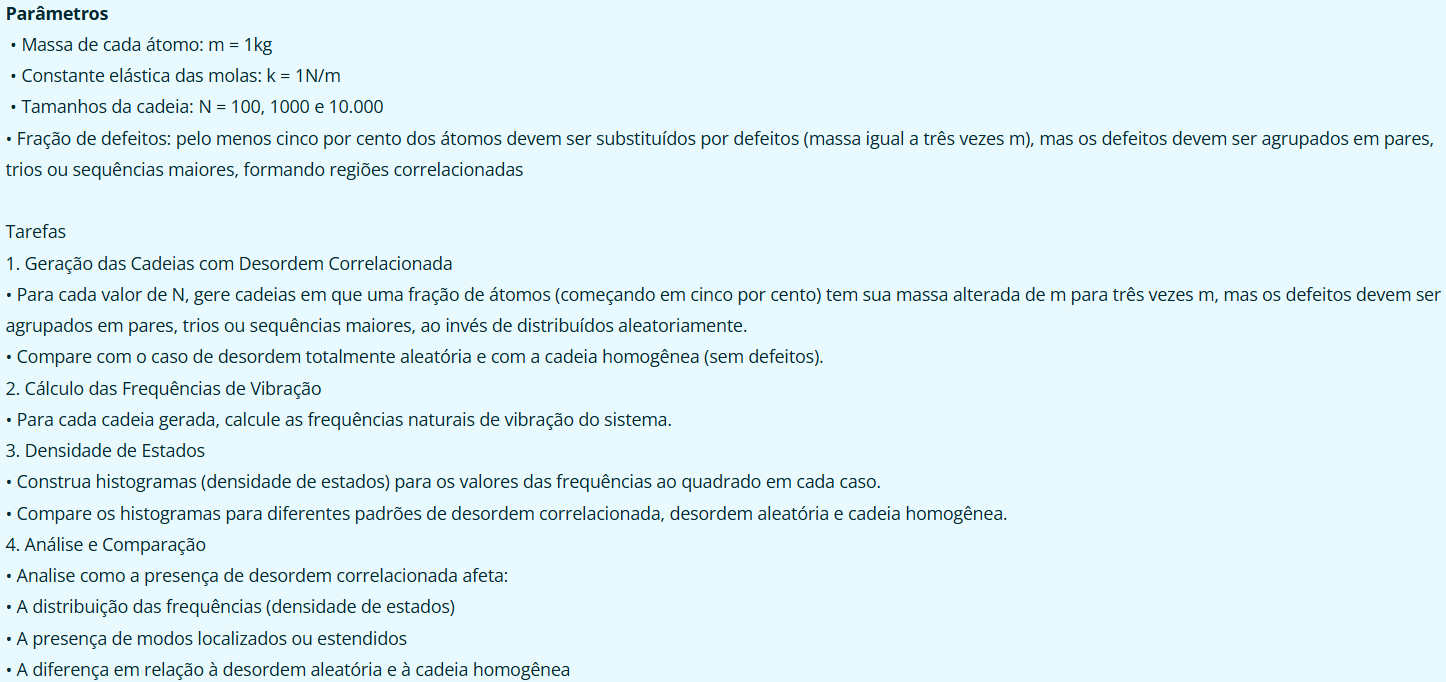 Parâmetros
• Massa de cada átomo: m = 1kg
• Constante elástica das molas: k = 1N/m
• Tamanhos da cadeia: N = 100, 1000 e 10.000
• Fração de defeitos: pelo menos cinco por cento dos átomos devem ser substituídos por defeitos (massa igual a três vezes m), mas os defeitos devem ser agrupados em pares,
trios ou sequências maiores, formando regiões correlacionadas
Tarefas
1. Geração das Cadeias com Desordem Correlacionada
• Para cada valor de N, gere cadeias em que uma fração de átomos (começando em cinco por cento) tem sua massa alterada de m para três vezes m, mas os defeitos devem ser
agrupados em pares, trios ou sequências maiores, ao invés de distribuídos aleatoriamente.
• Compare com o caso de desordem totalmente aleatória e com a cadeia homogênea (sem defeitos).
2. Cálculo das Frequências de Vibração
• Para cada cadeia gerada, calcule as frequências naturais de vibração do sistema.
3. Densidade de Estados
• Construa histogramas (densidade de estados) para os valores das frequências ao quadrado em cada caso.
• Compare os histogramas para diferentes padrões de desordem correlacionada, desordem aleatória e cadeia homogênea.
4. Análise e Comparação
• Analise como a presença de desordem correlacionada afeta:
• A distribuição das frequências (densidade de estados)
• A presença de modos localizados ou estendidos
• A diferença em relação à desordem aleatória e à cadeia homogênea